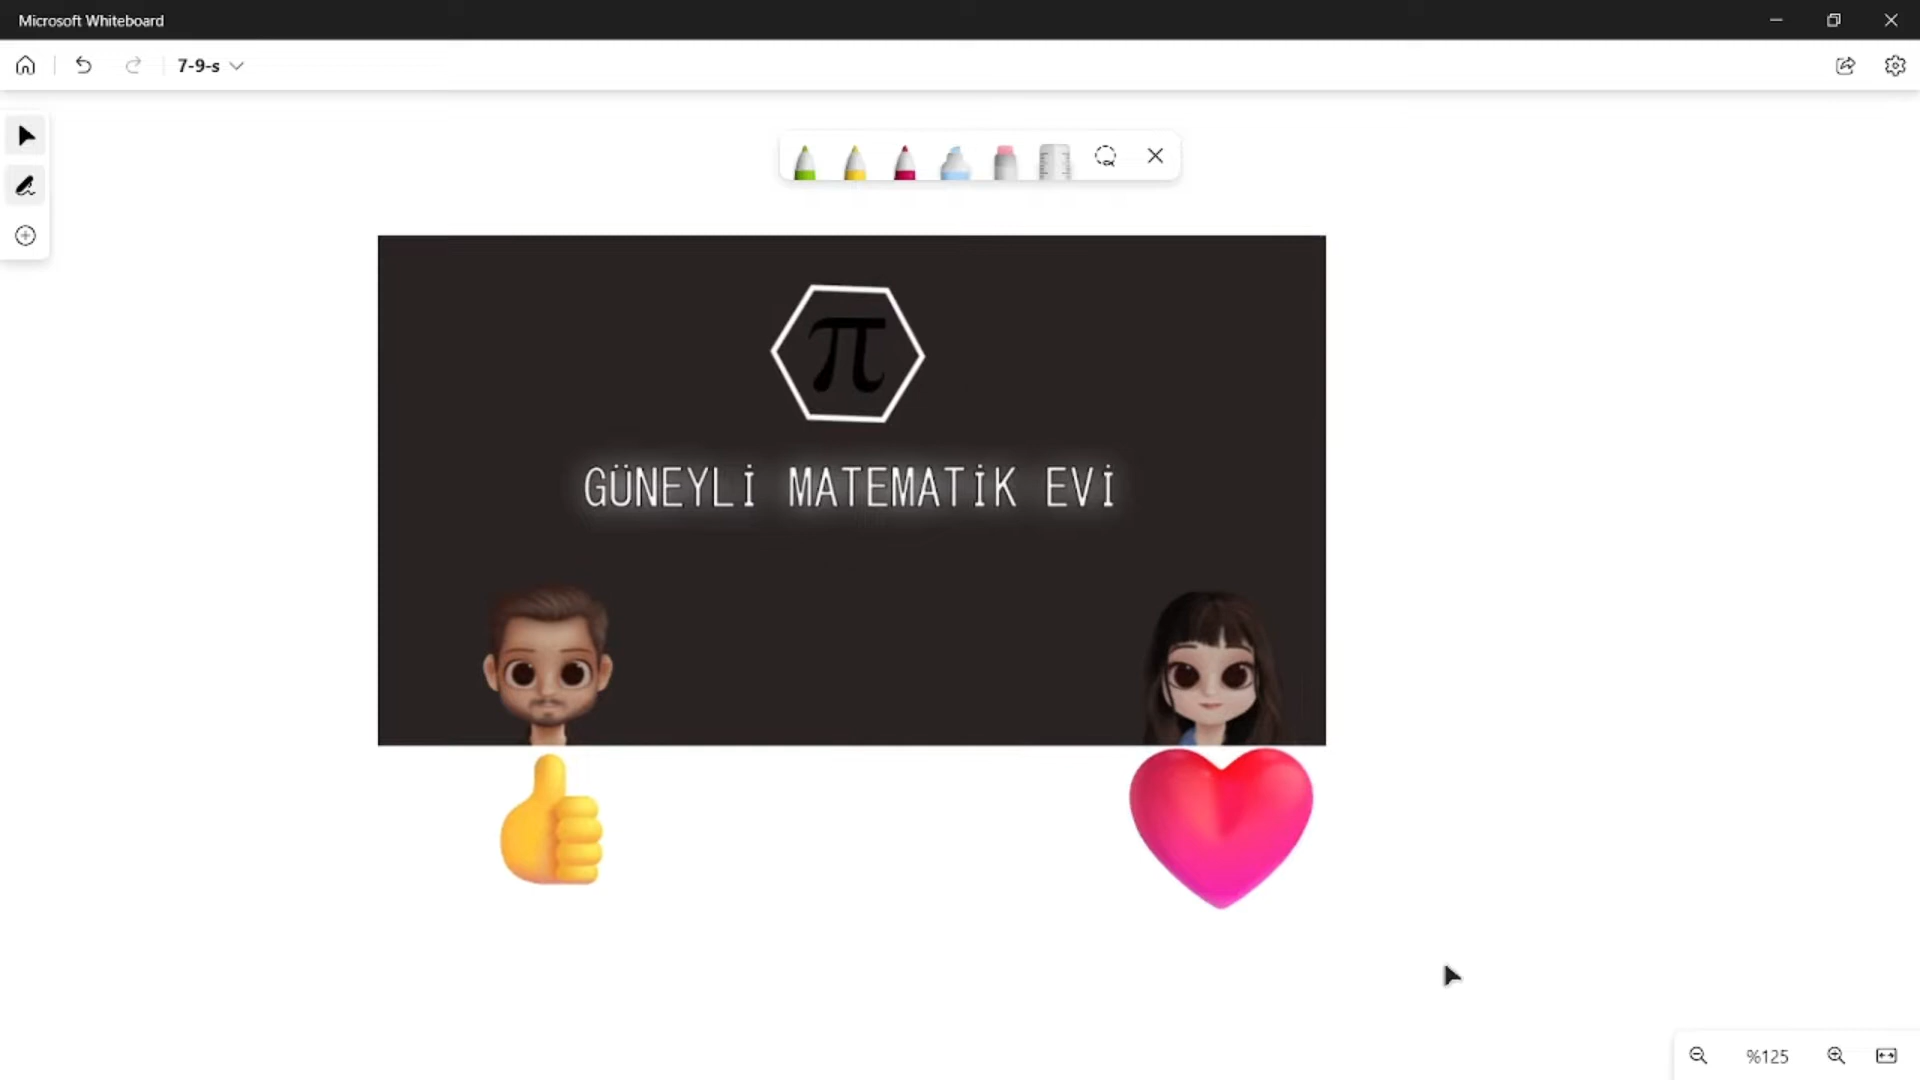 Microsoft Whiteboard
7-9-s
π
GÜNEYLİ MATEMATİK EVİ
%125